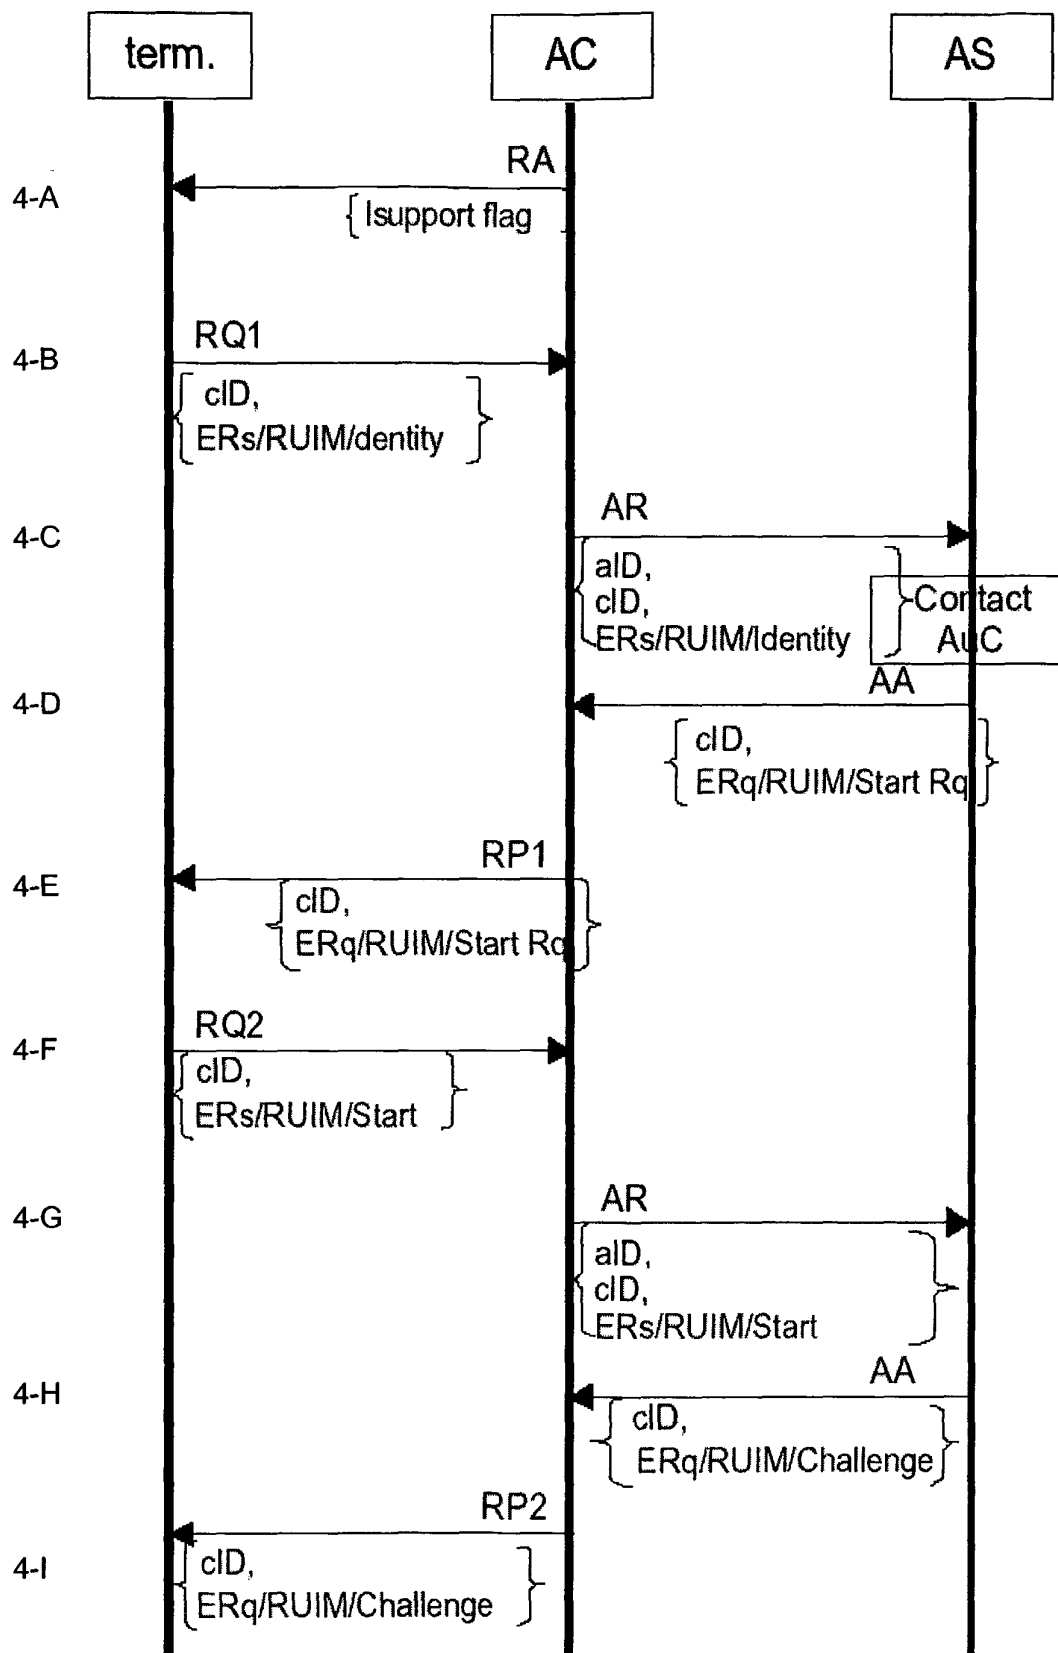 term.
AC
AS
RA
4-A
Isupport flag
RQ1
4-B
cID,
ERs/RUIM/dentity
AR
4-C
aID,
cID,
ERs/RUIM/Identity
Contact
AuC
AA
4-D
cID,
ERq/RUIM/Start Rq
RP1
4-E
cID,
ERq/RUIM/Start Rq
RQ2
4-F
cID,
ERs/RUIM/Start
AR
4-G
aID,
cID,
ERs/RUIM/Start
AA
4-H
cID,
ERq/RUIM/Challenge
RP2
4-I
cID,
ERq/RUIM/Challenge